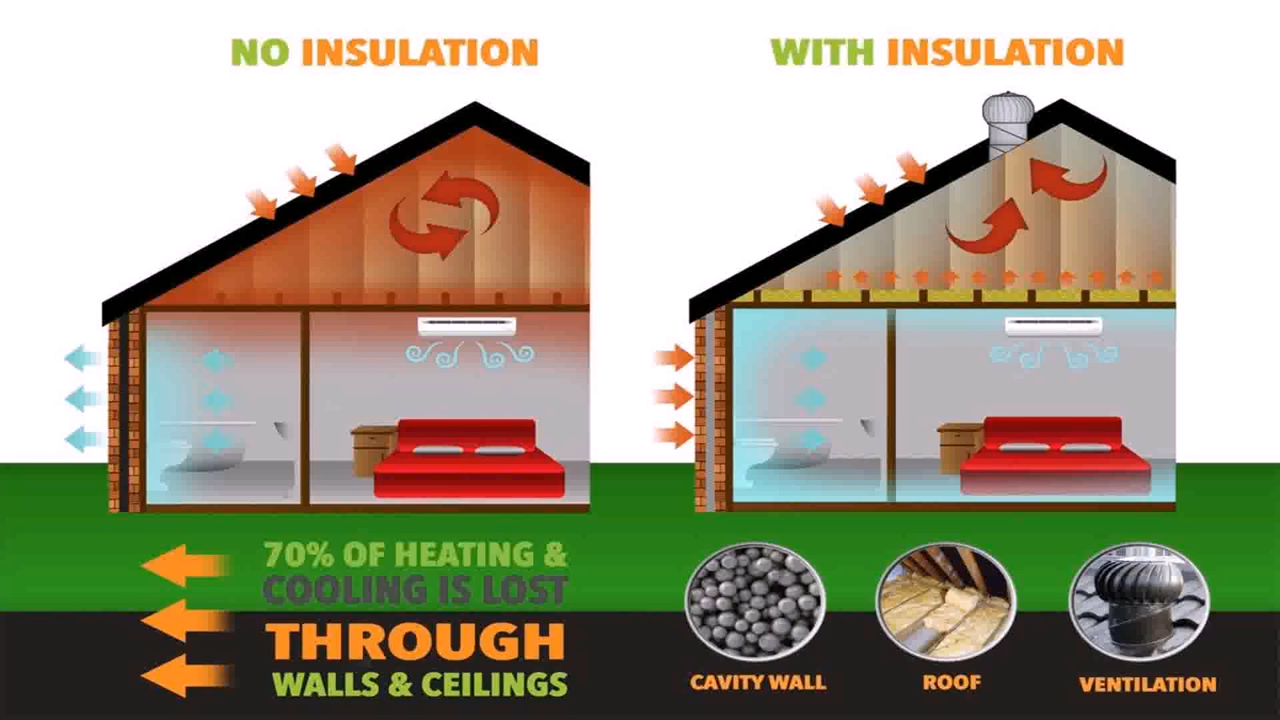 NO INSULATION
WITH INSULATION
70% OF HEATING &
COOLING IS LOST
THROUGH
WALLS & CEILINGS
CAVITY WALL
ROOF
VENTILATION